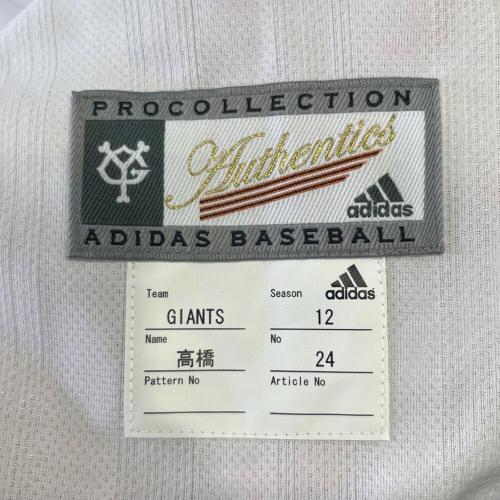 PROCOLLECTION
YG
Authentics
adidas
ADIDAS BASEBALL
adidas
Team Season
GIANTS 12
Name No
高橋 24
Pattern No Article No